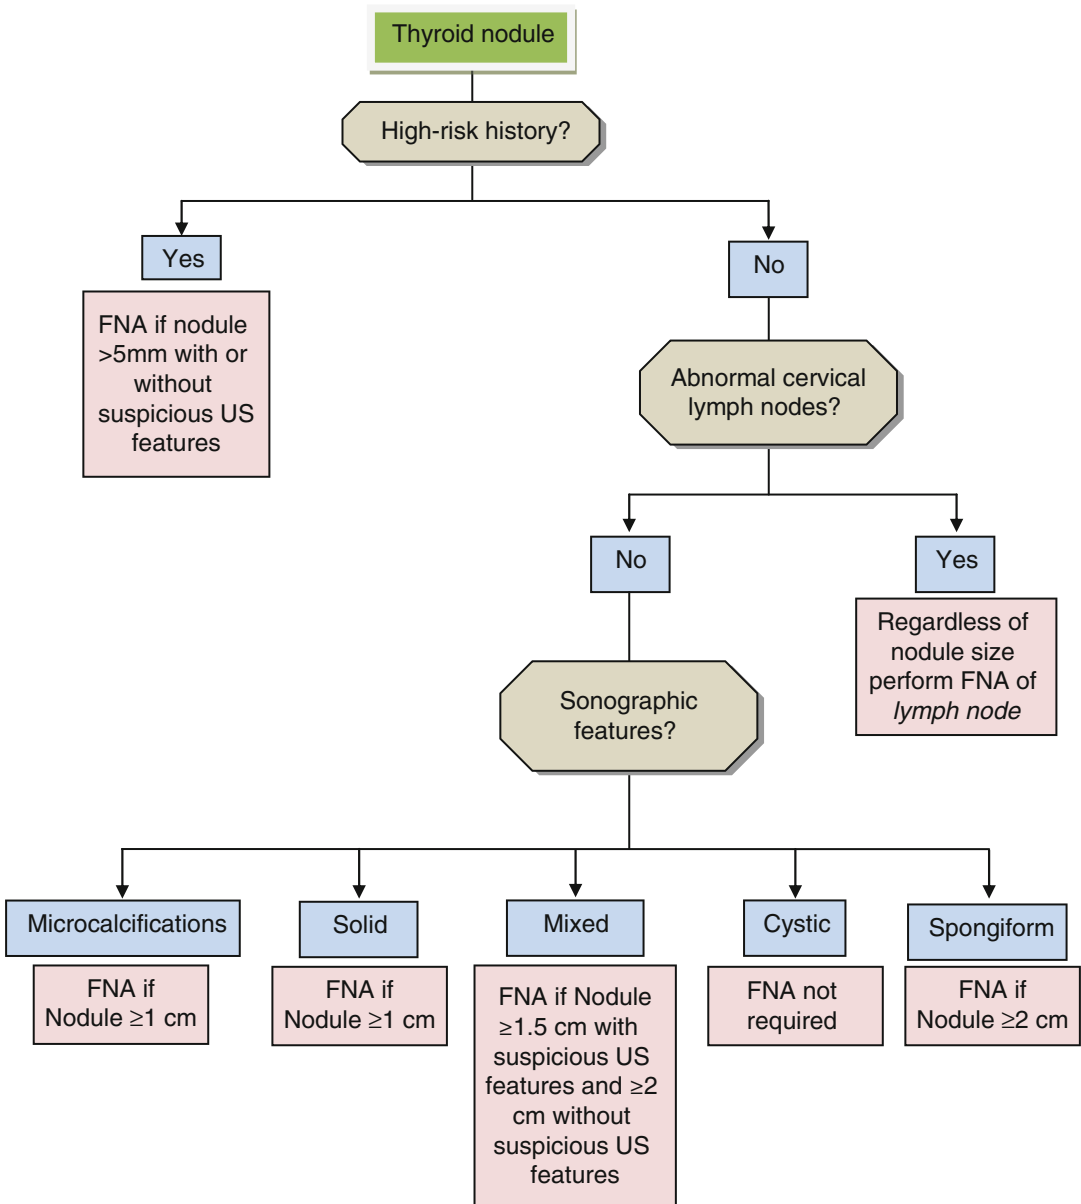 Thyroid nodule
High-risk history?
Yes
FNA if nodule
>5mm with or
without
suspicious US
features
No
Abnormal cervical
lymph nodes?
No
Yes
Regardless of
nodule size
perform FNA of
lymph node
Sonographic
features?
Microcalcifications
FNA if
Nodule ≥1 cm
Solid
FNA if
Nodule ≥1 cm
Mixed
FNA if Nodule
≥1.5 cm with
suspicious US
features and ≥2
cm without
suspicious US
features
Cystic
FNA not
required
Spongiform
FNA if
Nodule ≥2 cm